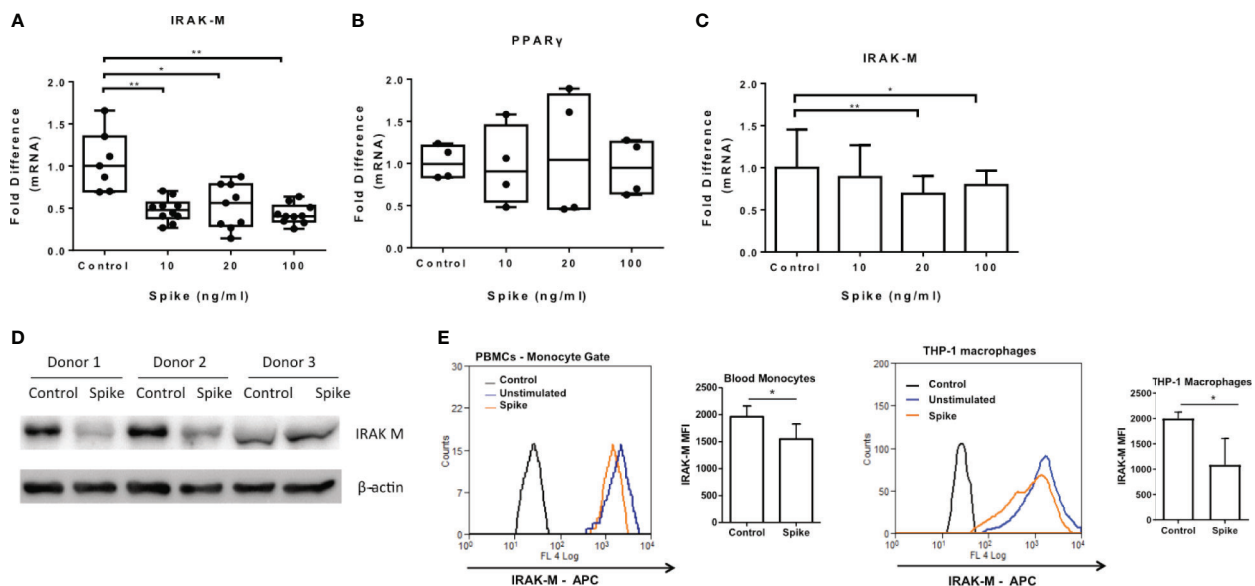 A
IRAK-M
**
*
**
Fold Difference
(mRNA)
2.0
1.5
1.0
0.5
0.0
Control
10
20
100
Spike (ng/ml)
B
PPARγ
Fold Difference
(mRNA)
2.0
1.5
1.0
0.5
0.0
Control
10
20
100
Spike (ng/ml)
C
IRAK-M
*
**
Fold Difference
(mRNA)
2.0
1.5
1.0
0.5
0.0
Control
10
20
100
Spike (ng/ml)
D
Donor 1
Donor 2
Donor 3
Control Spike Control Spike Control Spike
IRAK M
β-actin
E
PBMCs - Monocyte Gate
Control
Unstimulated
Spike
Counts
30
22
15
7
0
10⁰ 10¹ 10² 10³ 10⁴
FL 4 Log
IRAK-M - APC
Blood Monocytes
*
IRAK-M MFI
2500
2000
1500
1000
500
0
Control Spike
THP-1 macrophages
Control
Unstimulated
Spike
Counts
200
150
100
50
0
10⁰ 10¹ 10² 10³ 10⁴
FL 4 Log
IRAK-M - APC
THP-1 Macrophages
*
IRAK-M MFI
2500
2000
1500
1000
500
0
Control Spike